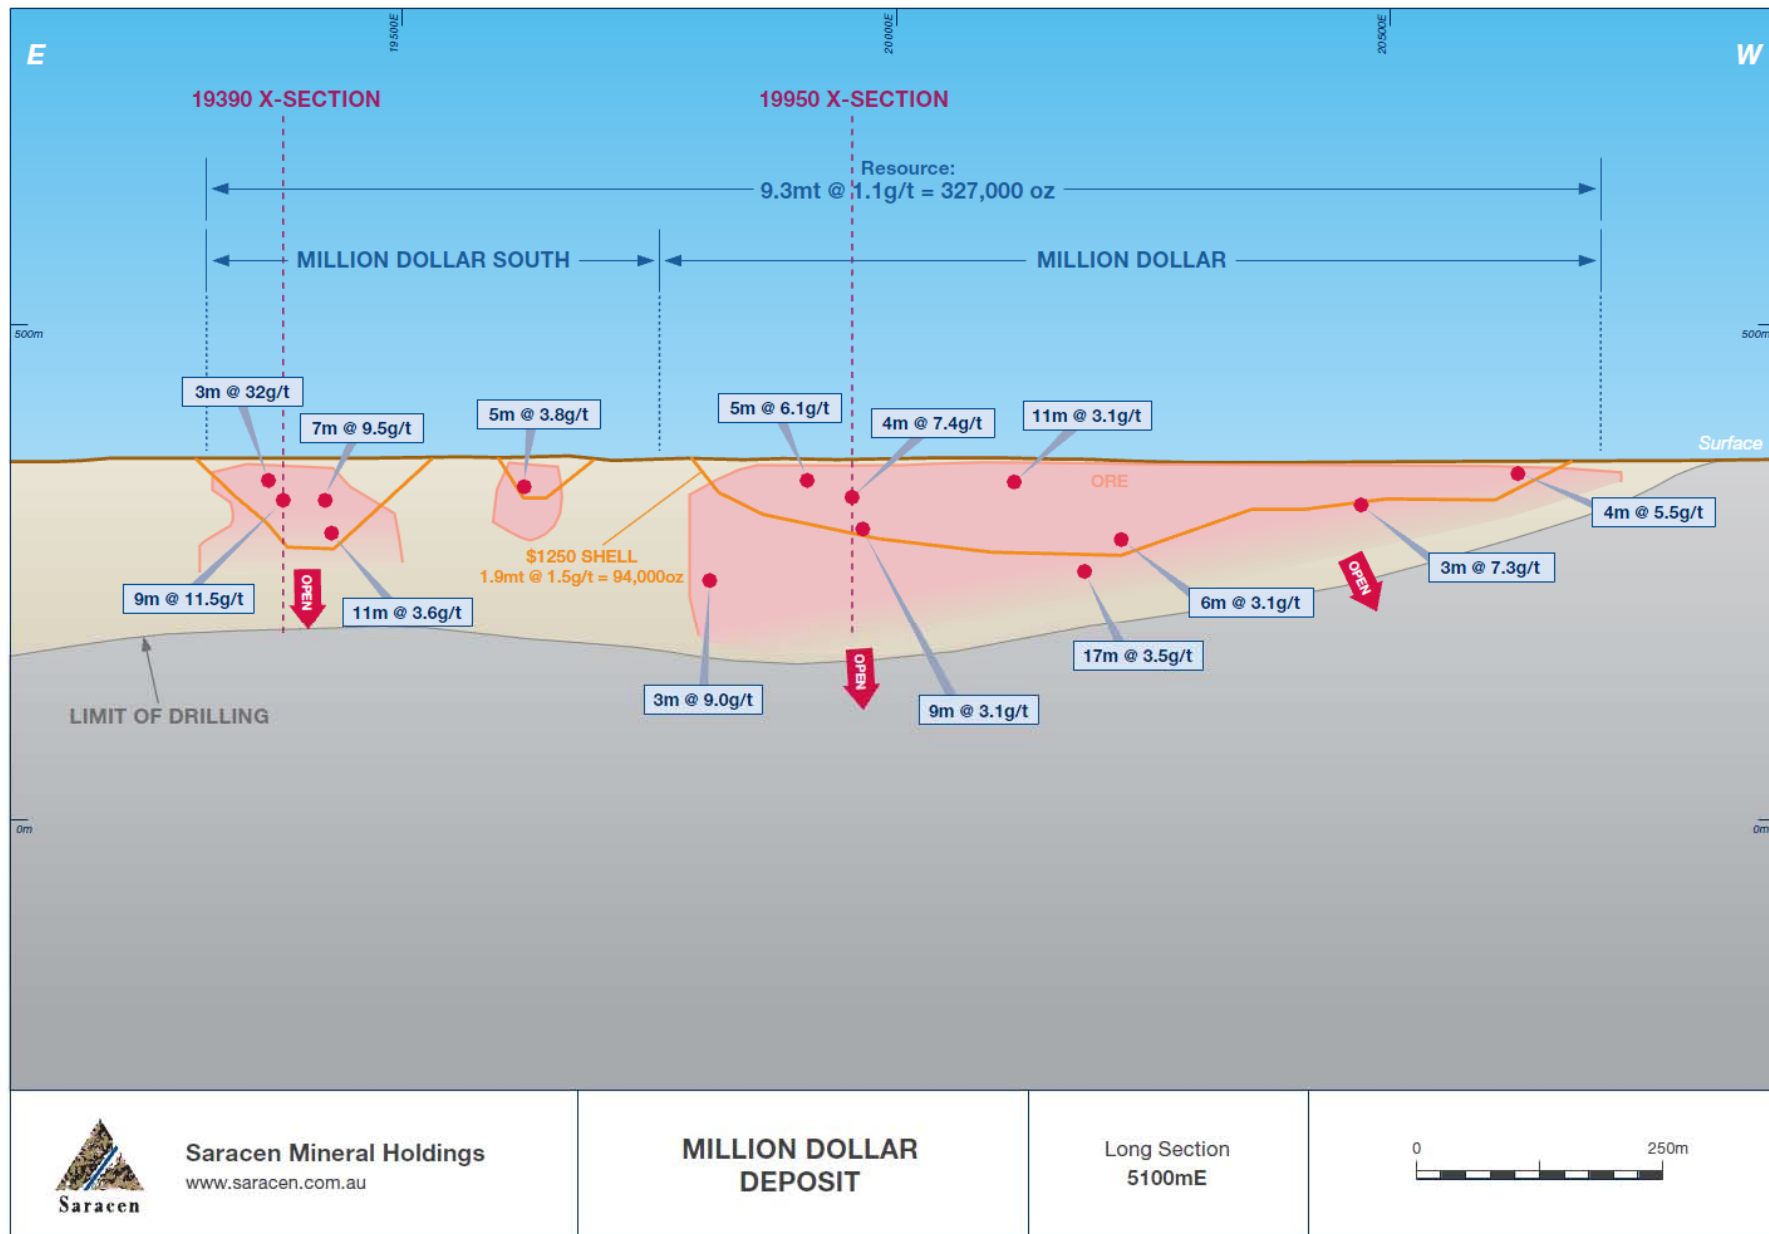 19500E
20000E
20500E
E
W
19390 X-SECTION
19950 X-SECTION
Resource:
9.3mt @ 1.1g/t = 327,000 oz
MILLION DOLLAR SOUTH
MILLION DOLLAR
500m
500m
3m @ 32g/t
7m @ 9.5g/t
5m @ 3.8g/t
5m @ 6.1g/t
4m @ 7.4g/t
11m @ 3.1g/t
Surface
ORE
4m @ 5.5g/t
$1250 SHELL
1.9mt @ 1.5g/t = 94,000oz
3m @ 7.3g/t
OPEN
OPEN
9m @ 11.5g/t
11m @ 3.6g/t
6m @ 3.1g/t
17m @ 3.5g/t
OPEN
3m @ 9.0g/t
9m @ 3.1g/t
LIMIT OF DRILLING
0m
0m
Saracen
Saracen Mineral Holdings
www.saracen.com.au
MILLION DOLLAR
DEPOSIT
Long Section
5100mE
0
250m